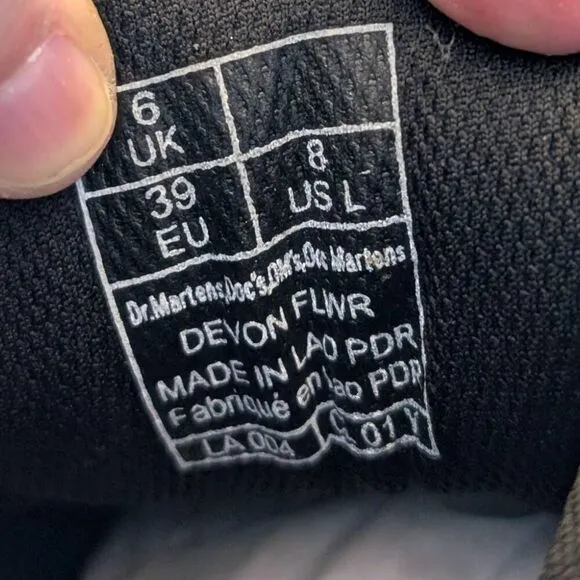 6
UK
39
EU
8
US L
Dr.Martens,Doc's,DM's,Doc Martens
DEVON FLWR
MADE IN LAO PDR
Fabriqué en Lao PDR
LA 004
01